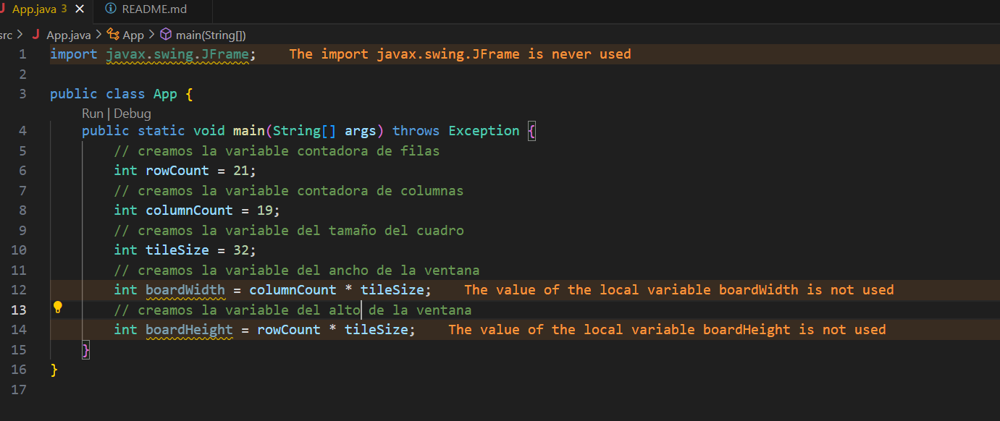 App.java 3 README.md
src > App.java > App > main(String[])
1 import javax.swing.JFrame; The import javax.swing.JFrame is never used
2
3 public class App {
Run | Debug
4 public static void main(String[] args) throws Exception {
5 // creamos la variable contadora de filas
6 int rowCount = 21;
7 // creamos la variable contadora de columnas
8 int columnCount = 19;
9 // creamos la variable del tamaño del cuadro
10 int tileSize = 32;
11 // creamos la variable del ancho de la ventana
12 int boardWidth = columnCount * tileSize; The value of the local variable boardWidth is not used
13 // creamos la variable del alto de la ventana
14 int boardHeight = rowCount * tileSize; The value of the local variable boardHeight is not used
15 }
16 }
17